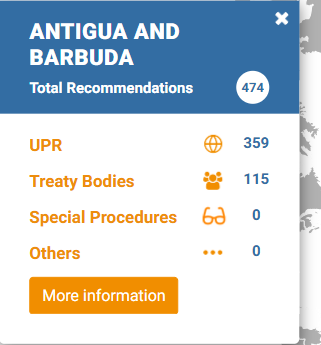 ANTIGUA AND
BARBUDA
Total Recommendations 474
UPR 359
Treaty Bodies 115
Special Procedures 0
Others 0
More information